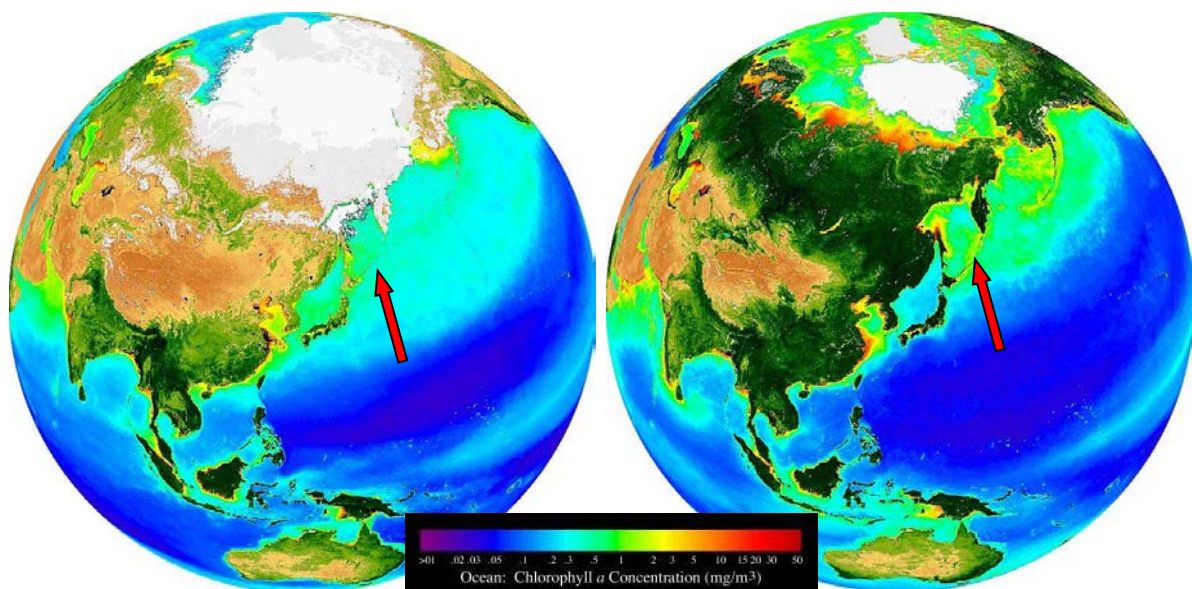 >01 .02 .03 .05 .1 .2 .3 .5 1 2 3 5 10 15 20 30 50
Ocean: Chlorophyll a Concentration (mg/m3)